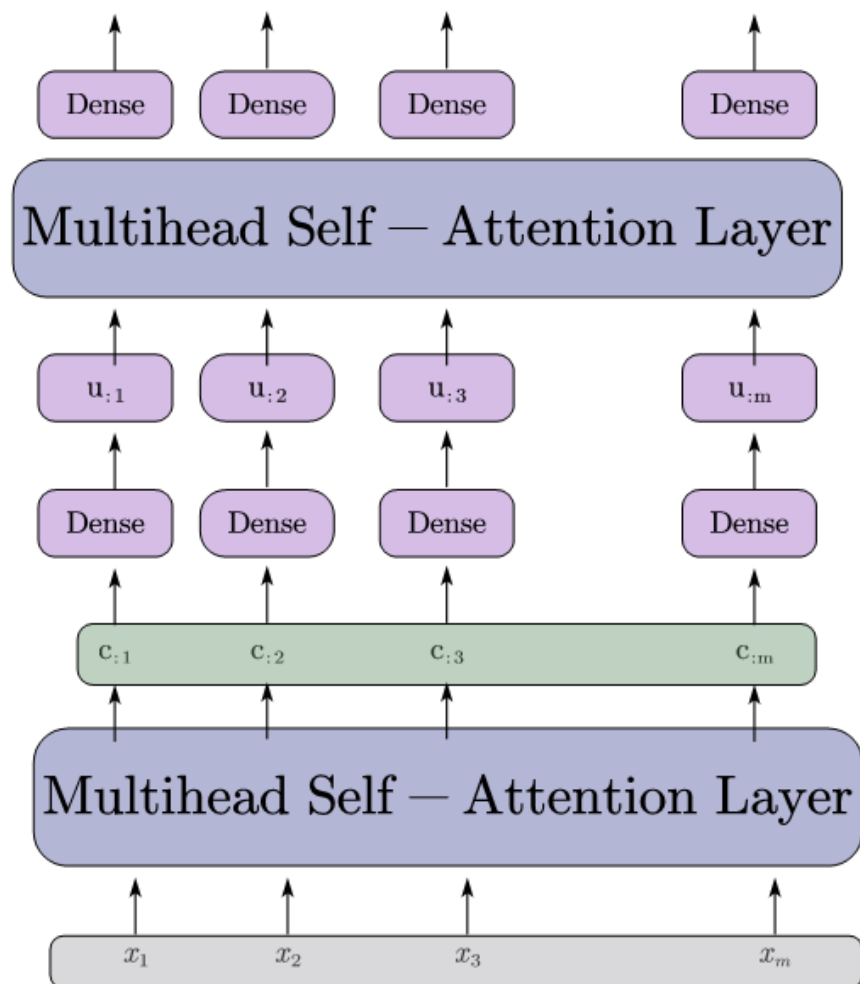 Dense Dense Dense Dense
Multihead Self – Attention Layer
u:1 u:2 u:3 u:m
Dense Dense Dense Dense
c:1 c:2 c:3 c:m
Multihead Self – Attention Layer
x1 x2 x3 xm